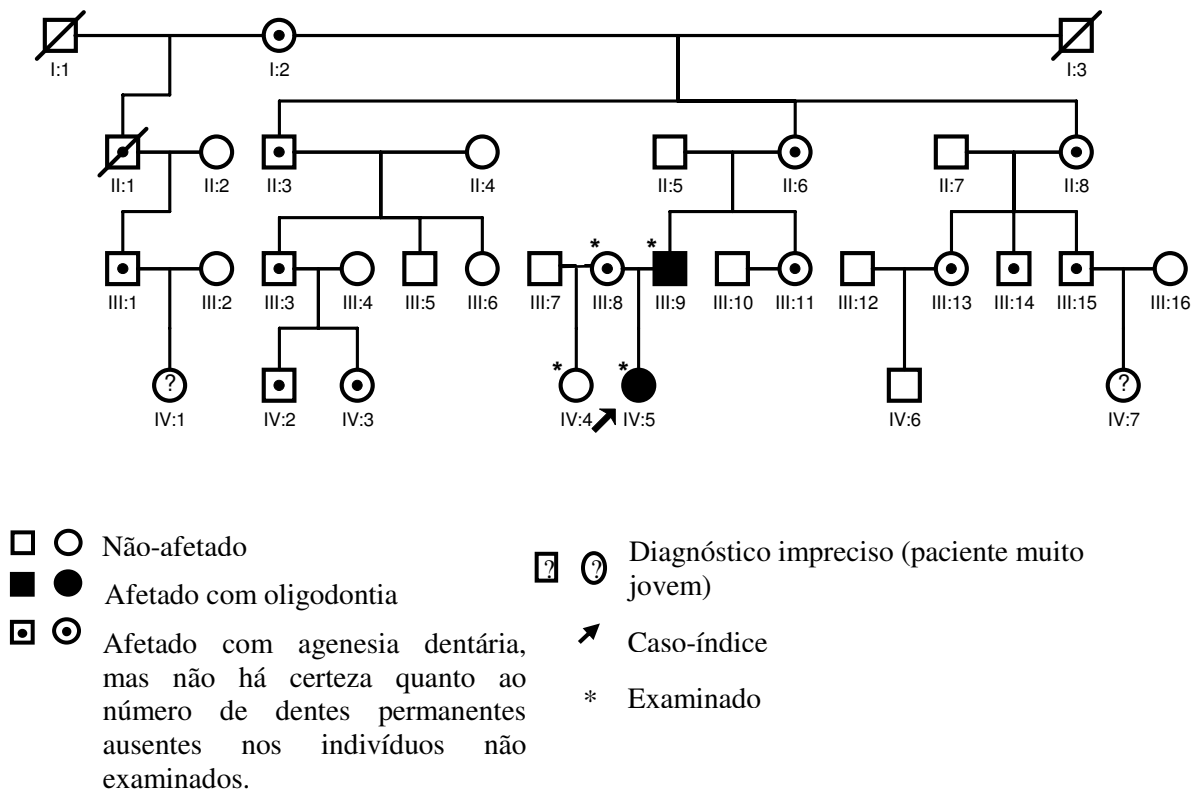 I:1 I:2 I:3
II:1 II:2 II:3 II:4 II:5 II:6 II:7 II:8
* *
III:1 III:2 III:3 III:4 III:5 III:6 III:7 III:8 III:9 III:10 III:11 III:12 III:13 III:14 III:15 III:16
* *
? ?
IV:1 IV:2 IV:3 IV:4 IV:5 IV:6 IV:7
Não-afetado
Afetado com oligodontia
Afetado com agenesia dentária,
mas não há certeza quanto ao
número de dentes permanentes
ausentes nos indivíduos não
examinados.
? ? Diagnóstico impreciso (paciente muito
jovem)
Caso-índice
* Examinado